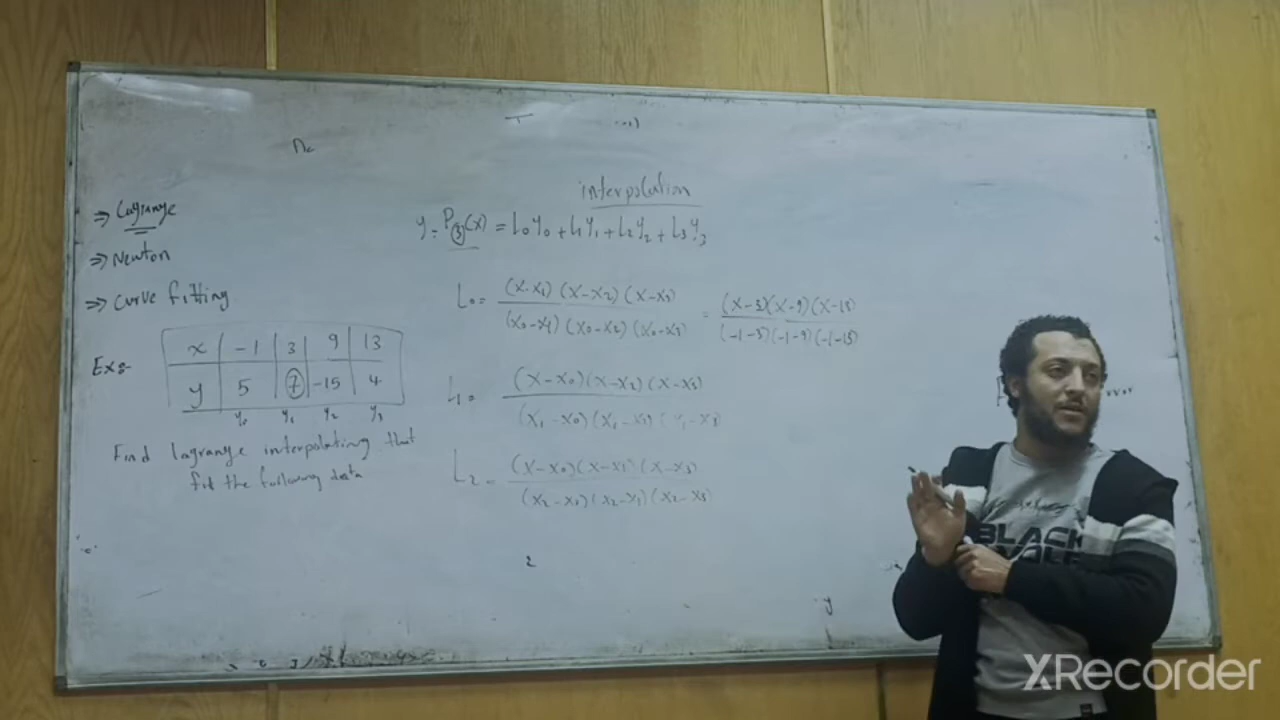 interpolation
⇒ Lagrange
⇒ Newton
⇒ Curve fitting
y = P₃(x) = L₀y₀ + L₁y₁ + L₂y₂ + L₃y₃
L₀ = (x-x₁)(x-x₂)(x-x₃) / (x₀-x₁)(x₀-x₂)(x₀-x₃) = (x-3)(x-9)(x-13) / (-1-3)(-1-9)(-1-13)
Ex:
x | -1 | 3 | 9 | 13
y | 5 | 7 | -15 | 4
y₀ y₁ y₂ y₃
Find lagrange interpolating that
fit the following data
L₁ = (x-x₀)(x-x₂)(x-x₃) / (x₁-x₀)(x₁-x₂)(x₁-x₃)
L₂ = (x-x₀)(x-x₁)(x-x₃) / (x₂-x₀)(x₂-x₁)(x₂-x₃)
BLACK
XRecorder